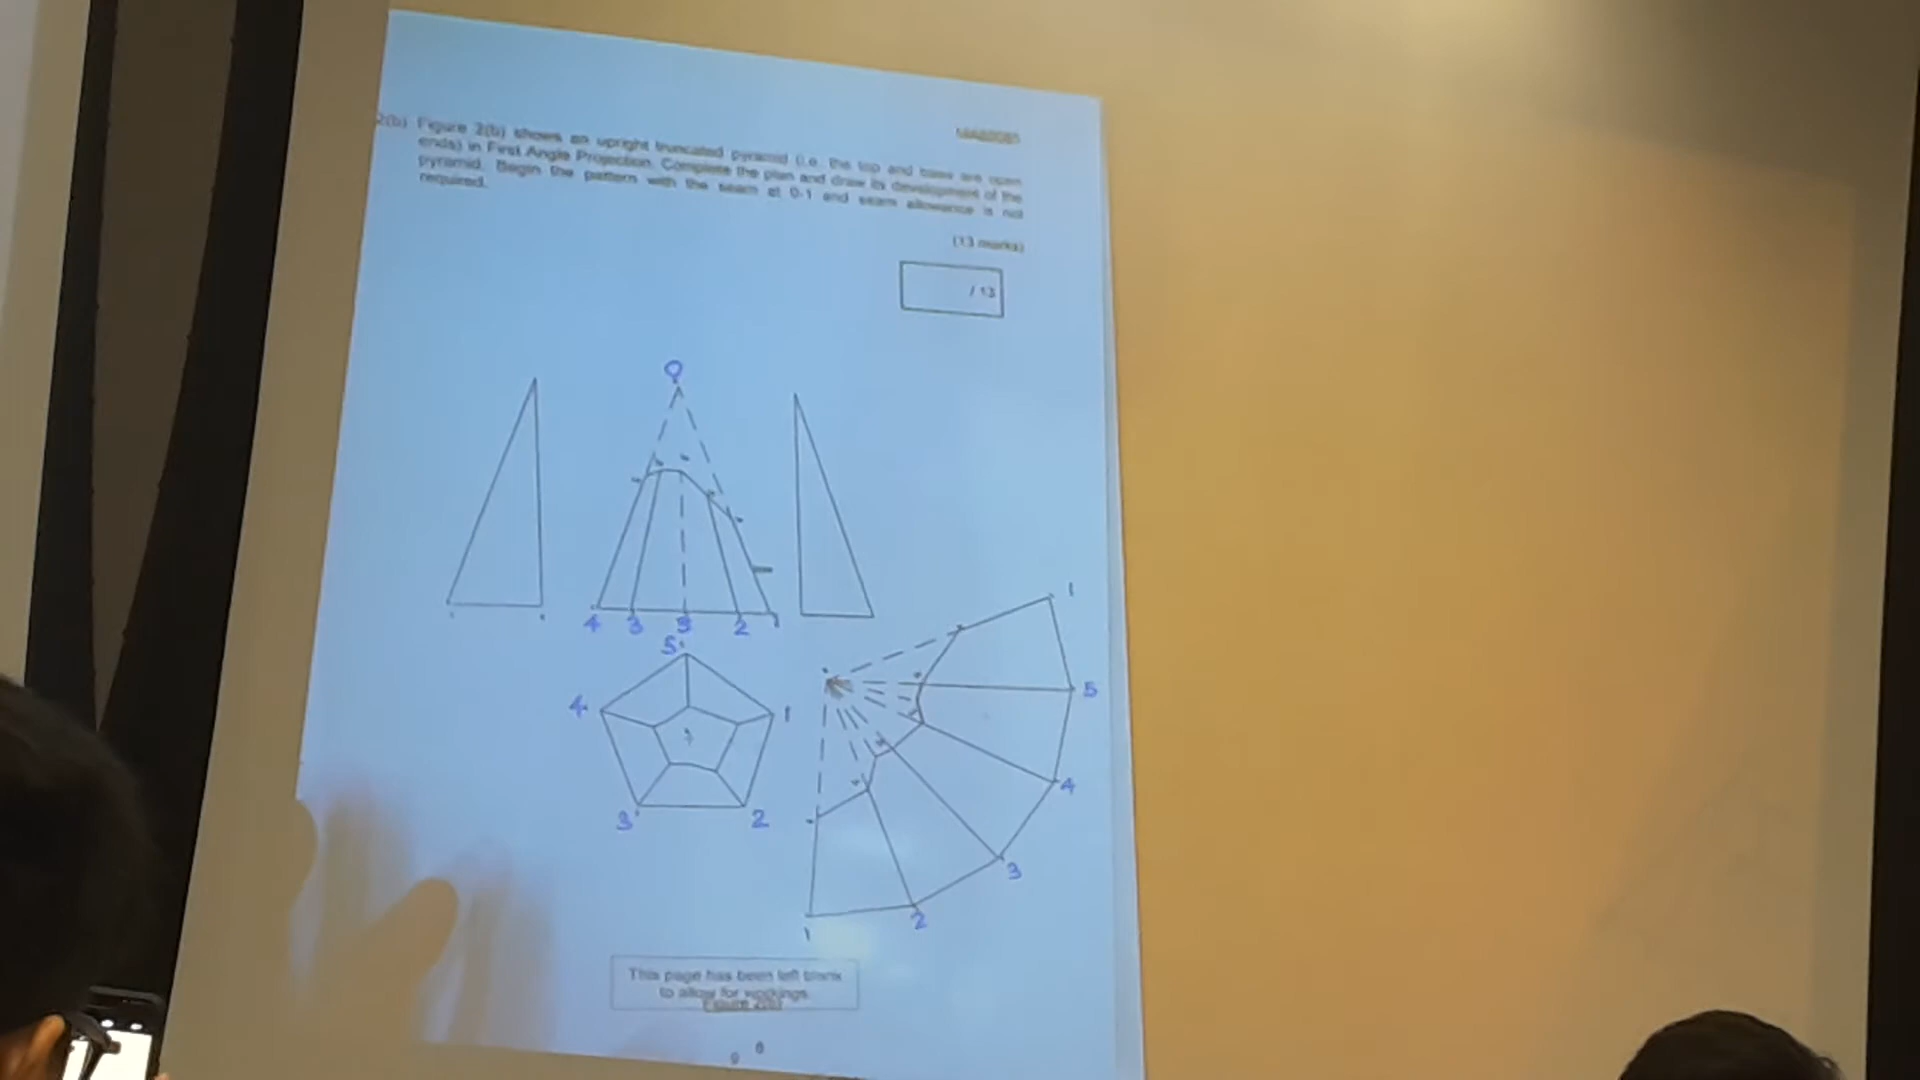 2(b) Figure 2(b) shows an upright truncated pyramid (i.e. the top and base are open
ends) in First Angle Projection. Complete the plan and draw its development of the
pyramid. Begin the pattern with the seam at 0-1 and seam allowance is not
required.
(13 marks)
/ 13
O
4 3 5 2 1
5
4 1
3 2
1
5
4
3
2
1
This page has been left blank
to allow for workings.
Figure 2(b)